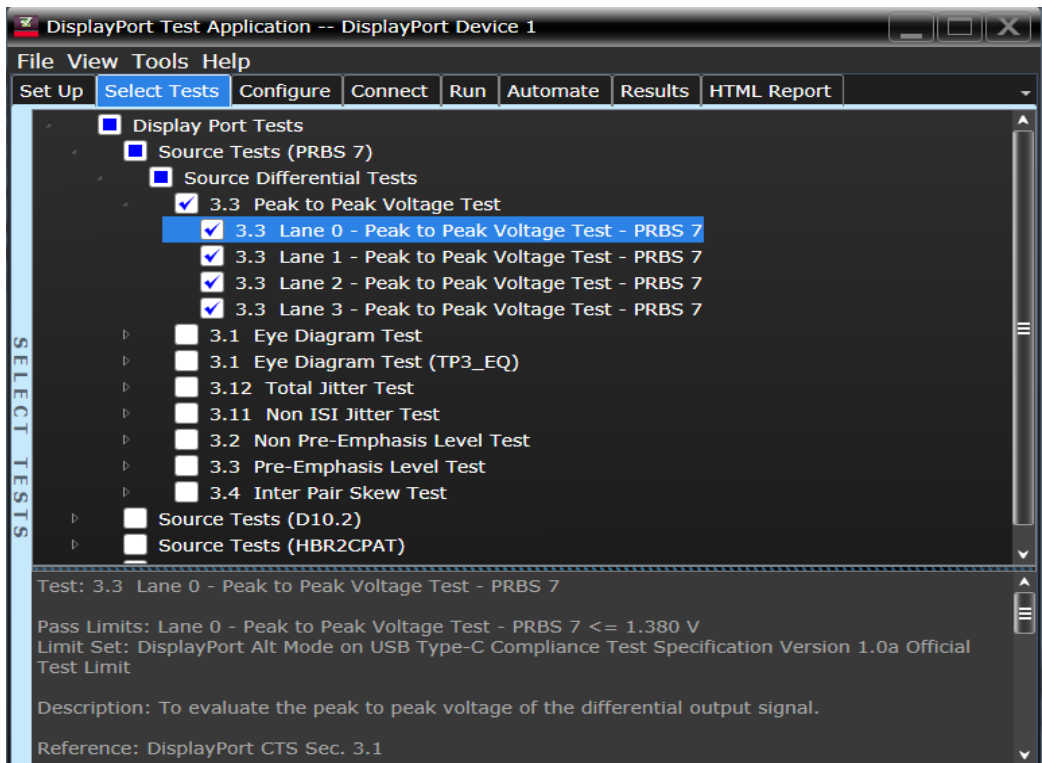 DisplayPort Test Application -- DisplayPort Device 1
File View Tools Help
Set Up Select Tests Configure Connect Run Automate Results HTML Report
SELECT TESTS
Display Port Tests
Source Tests (PRBS 7)
Source Differential Tests
3.3 Peak to Peak Voltage Test
3.3 Lane 0 - Peak to Peak Voltage Test - PRBS 7
3.3 Lane 1 - Peak to Peak Voltage Test - PRBS 7
3.3 Lane 2 - Peak to Peak Voltage Test - PRBS 7
3.3 Lane 3 - Peak to Peak Voltage Test - PRBS 7
3.1 Eye Diagram Test
3.1 Eye Diagram Test (TP3_EQ)
3.12 Total Jitter Test
3.11 Non ISI Jitter Test
3.2 Non Pre-Emphasis Level Test
3.3 Pre-Emphasis Level Test
3.4 Inter Pair Skew Test
Source Tests (D10.2)
Source Tests (HBR2CPAT)
Test: 3.3 Lane 0 - Peak to Peak Voltage Test - PRBS 7
Pass Limits: Lane 0 - Peak to Peak Voltage Test - PRBS 7 <= 1.380 V
Limit Set: DisplayPort Alt Mode on USB Type-C Compliance Test Specification Version 1.0a Official
Test Limit
Description: To evaluate the peak to peak voltage of the differential output signal.
Reference: DisplayPort CTS Sec. 3.1